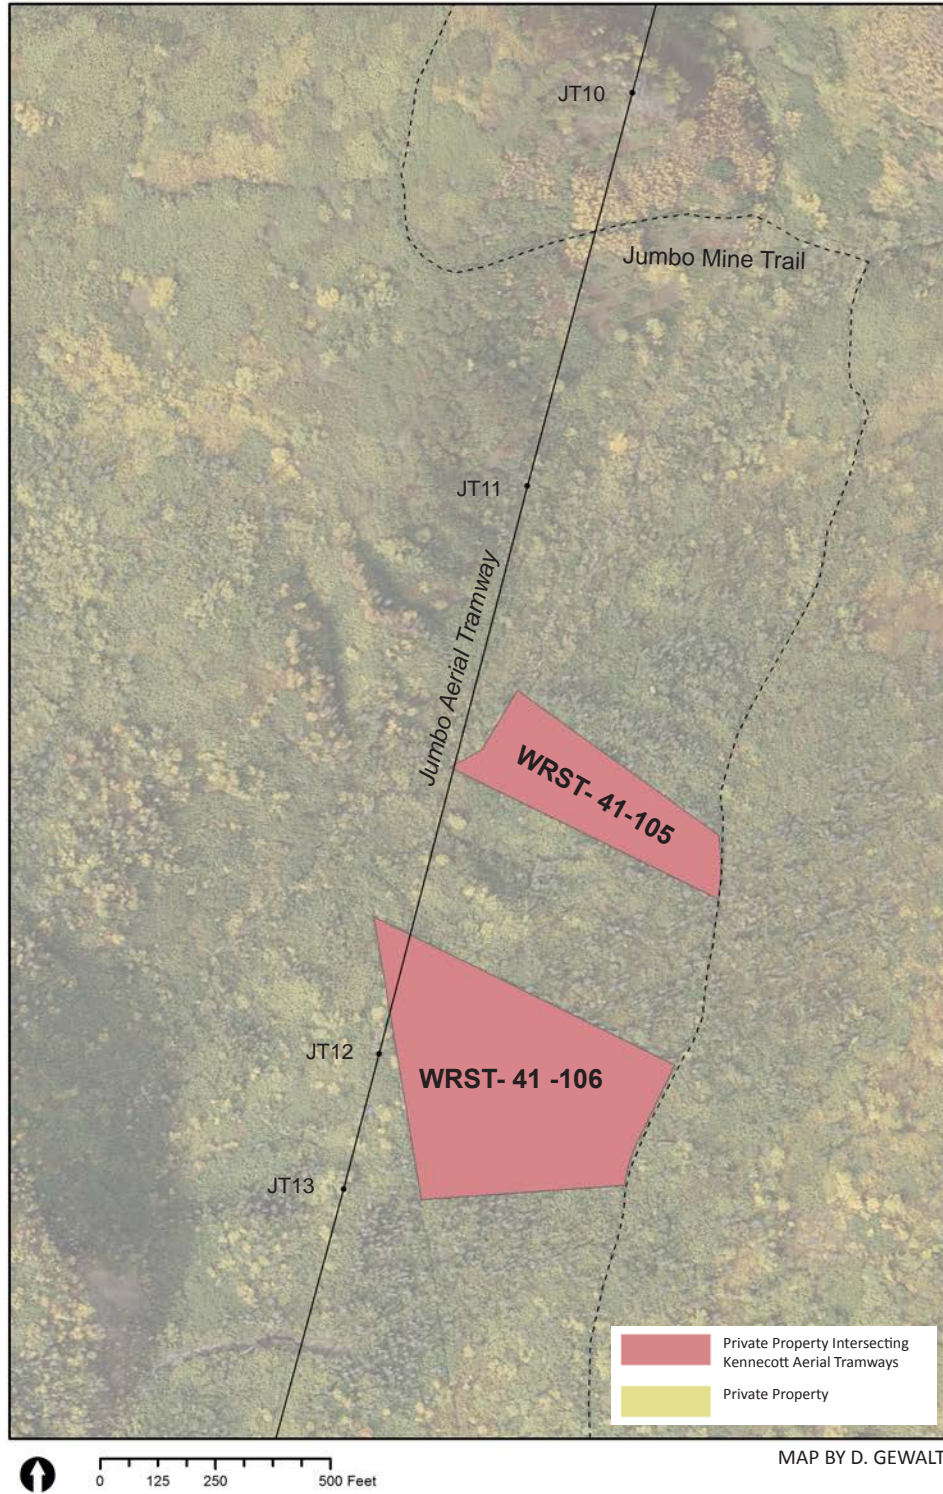 JT10
Jumbo Mine Trail
JT11
Jumbo Aerial Tramway
WRST- 41-105
JT12
WRST- 41 -106
JT13
Private Property Intersecting
Kennecott Aerial Tramways
Private Property
MAP BY D. GEWALT
0 125 250 500 Feet